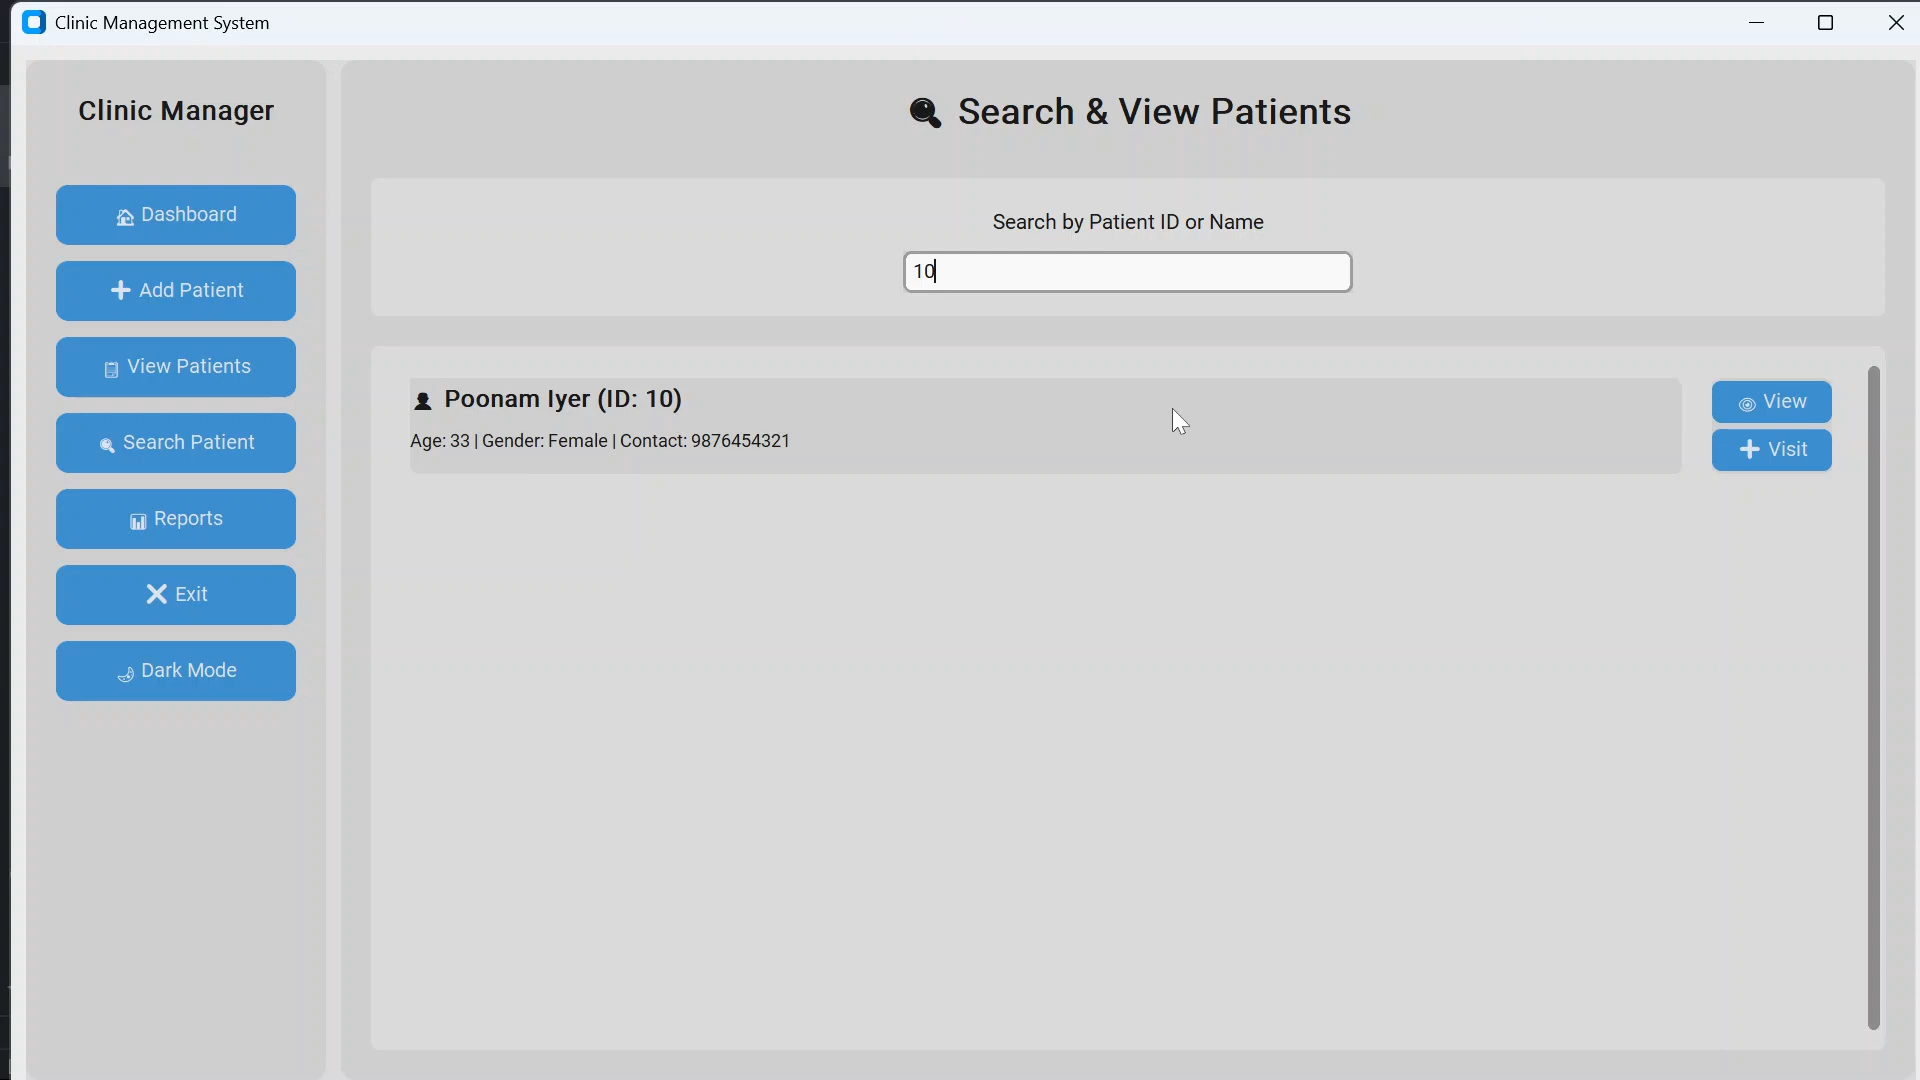 Clinic Management System
Clinic Manager
Dashboard
Add Patient
View Patients
Search Patient
Reports
Exit
Dark Mode
Search & View Patients
Search by Patient ID or Name
10
Poonam Iyer (ID: 10)
Age: 33 | Gender: Female | Contact: 9876454321
View
Visit